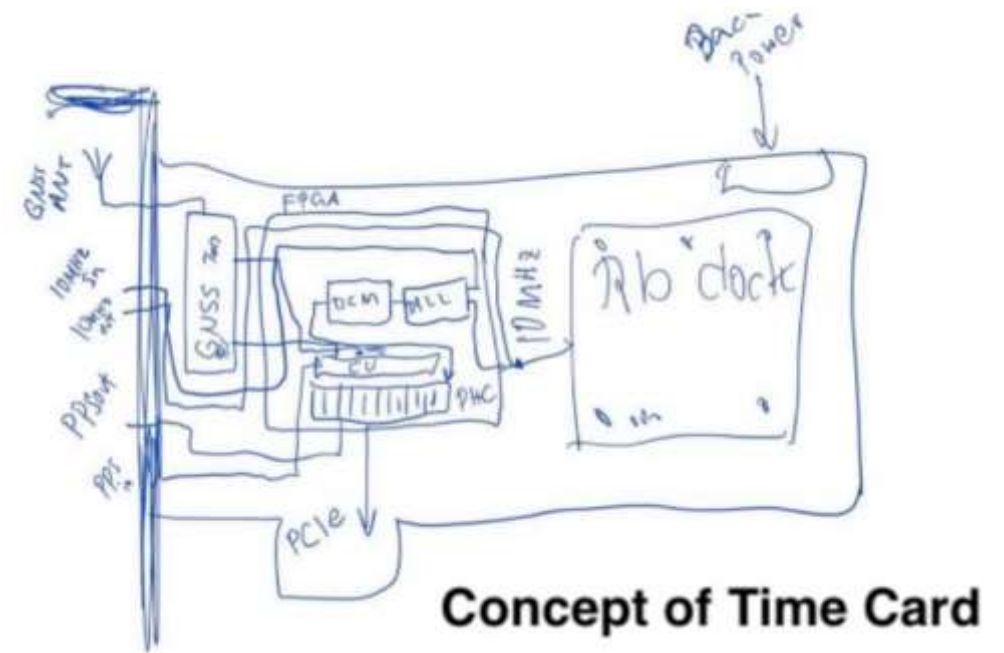 Back
Power
GNSS
ANT
FPGA
10MHz
In
10MHz
out
GNSS
DCM
PLL
10MHz
Rb clock
PPS out
PHC
PPS
in
PCIe
Concept of Time Card